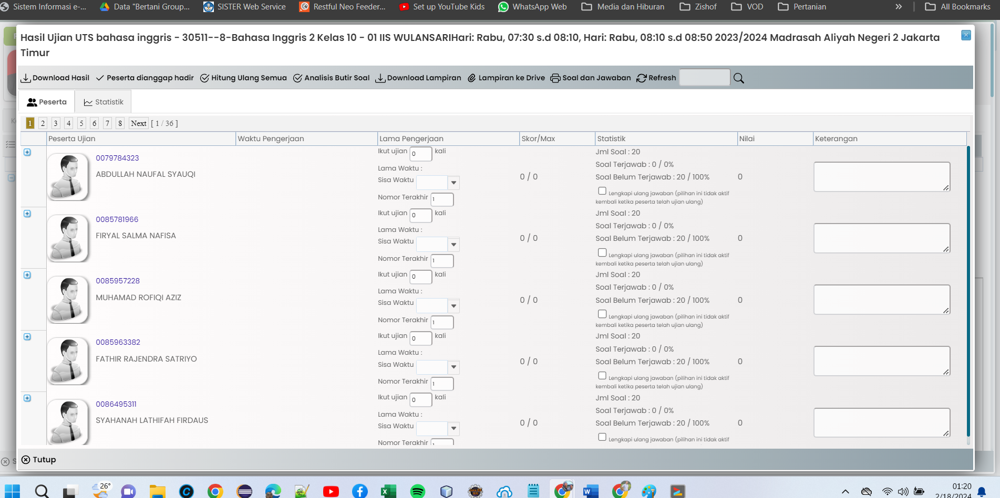 Sistem Informasi e-... Data "Bertani Group... SISTER Web Service Restful Neo Feeder... Set up YouTube Kids WhatsApp Web Media dan Hiburan Zishof VOD Pertanian » All Bookmarks
Hasil Ujian UTS bahasa inggris - 30511--8-Bahasa Inggris 2 Kelas 10 - 01 IIS WULANSARIHari: Rabu, 07:30 s.d 08:10, Hari: Rabu, 08:10 s.d 08:50 2023/2024 Madrasah Aliyah Negeri 2 Jakarta
Timur
Download Hasil Peserta dianggap hadir Hitung Ulang Semua Analisis Butir Soal Download Lampiran Lampiran ke Drive Soal dan Jawaban Refresh
Peserta Statistik
1 2 3 4 5 6 7 8 Next [ 1 / 36 ]
Peserta Ujian Waktu Pengerjaan Lama Pengerjaan Skor/Max Statistik Nilai Keterangan
0079784323
ABDULLAH NAUFAL SYAUQI
Ikut ujian 0 kali
Lama Waktu :
Sisa Waktu
Nomor Terakhir 1
0 / 0
Jml Soal : 20
Soal Terjawab : 0 / 0%
Soal Belum Terjawab : 20 / 100%
Lengkapi ulang jawaban (pilihan ini tidak aktif
kembali ketika peserta telah ujian ulang)
0
0085781966
FIRYAL SALMA NAFISA
Ikut ujian 0 kali
Lama Waktu :
Sisa Waktu
Nomor Terakhir 1
0 / 0
Jml Soal : 20
Soal Terjawab : 0 / 0%
Soal Belum Terjawab : 20 / 100%
Lengkapi ulang jawaban (pilihan ini tidak aktif
kembali ketika peserta telah ujian ulang)
0
0085957228
MUHAMAD ROFIQI AZIZ
Ikut ujian 0 kali
Lama Waktu :
Sisa Waktu
Nomor Terakhir 1
0 / 0
Jml Soal : 20
Soal Terjawab : 0 / 0%
Soal Belum Terjawab : 20 / 100%
Lengkapi ulang jawaban (pilihan ini tidak aktif
kembali ketika peserta telah ujian ulang)
0
0085963382
FATHIR RAJENDRA SATRIYO
Ikut ujian 0 kali
Lama Waktu :
Sisa Waktu
Nomor Terakhir 1
0 / 0
Jml Soal : 20
Soal Terjawab : 0 / 0%
Soal Belum Terjawab : 20 / 100%
Lengkapi ulang jawaban (pilihan ini tidak aktif
kembali ketika peserta telah ujian ulang)
0
0086495311
SYAHANAH LATHIFAH FIRDAUS
Ikut ujian 0 kali
Lama Waktu :
Sisa Waktu
Nomor Terakhir
0 / 0
Jml Soal : 20
Soal Terjawab : 0 / 0%
Soal Belum Terjawab : 20 / 100%
Lengkapi ulang jawaban (pilihan ini tidak aktif
0
Tutup
26°
01:20
2/18/2024